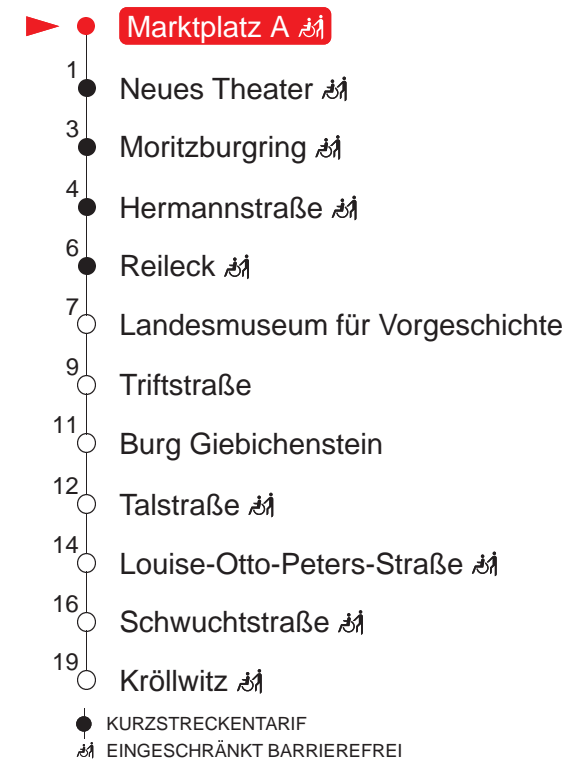 Marktplatz A
1
Neues Theater
3
Moritzburgring
4
Hermannstraße
6
Reileck
7
Landesmuseum für Vorgeschichte
9
Triftstraße
11
Burg Giebichenstein
12
Talstraße
14
Louise-Otto-Peters-Straße
16
Schwuchtstraße
19
Kröllwitz
KURZSTRECKENTARIF
EINGESCHRÄNKT BARRIEREFREI